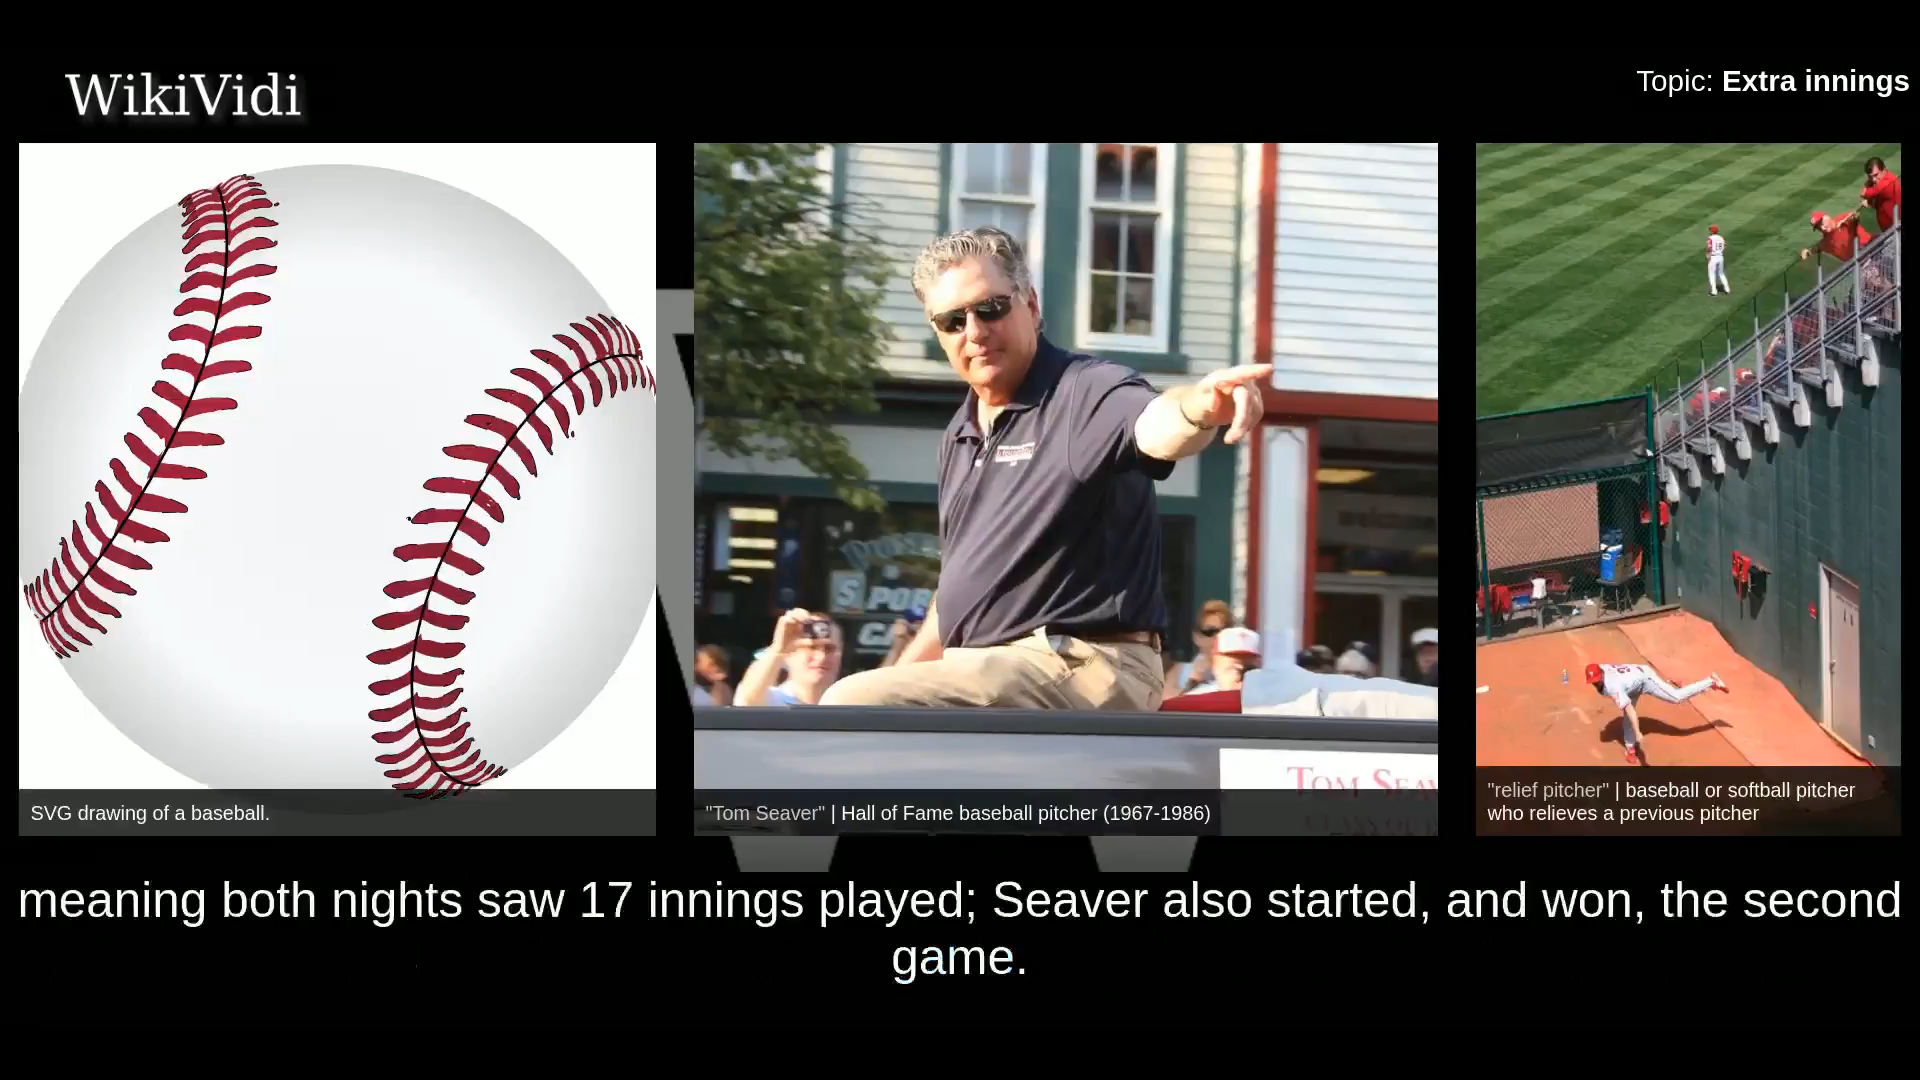 WikiVidi
Topic: Extra innings
SVG drawing of a baseball.
TOM SEAV
"Tom Seaver" | Hall of Fame baseball pitcher (1967-1986)
"relief pitcher" | baseball or softball pitcher
who relieves a previous pitcher
meaning both nights saw 17 innings played; Seaver also started, and won, the second
game.